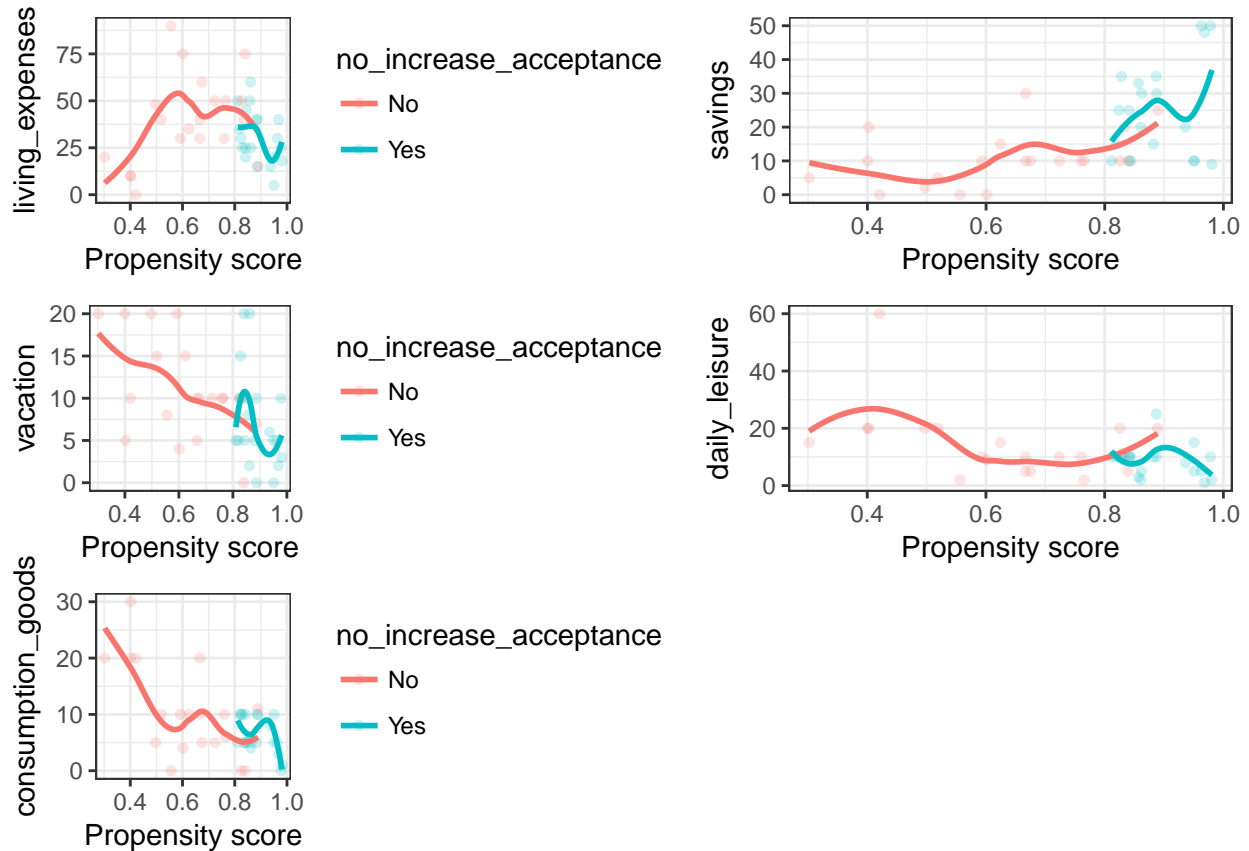 living_expenses
75
50
25
0
0.4 0.6 0.8 1.0
Propensity score
no_increase_acceptance
No
Yes
savings
50
40
30
20
10
0
0.4 0.6 0.8 1.0
Propensity score
vacation
20
15
10
5
0
0.4 0.6 0.8 1.0
Propensity score
no_increase_acceptance
No
Yes
daily_leisure
60
40
20
0
0.4 0.6 0.8 1.0
Propensity score
consumption_goods
30
20
10
0
0.4 0.6 0.8 1.0
Propensity score
no_increase_acceptance
No
Yes